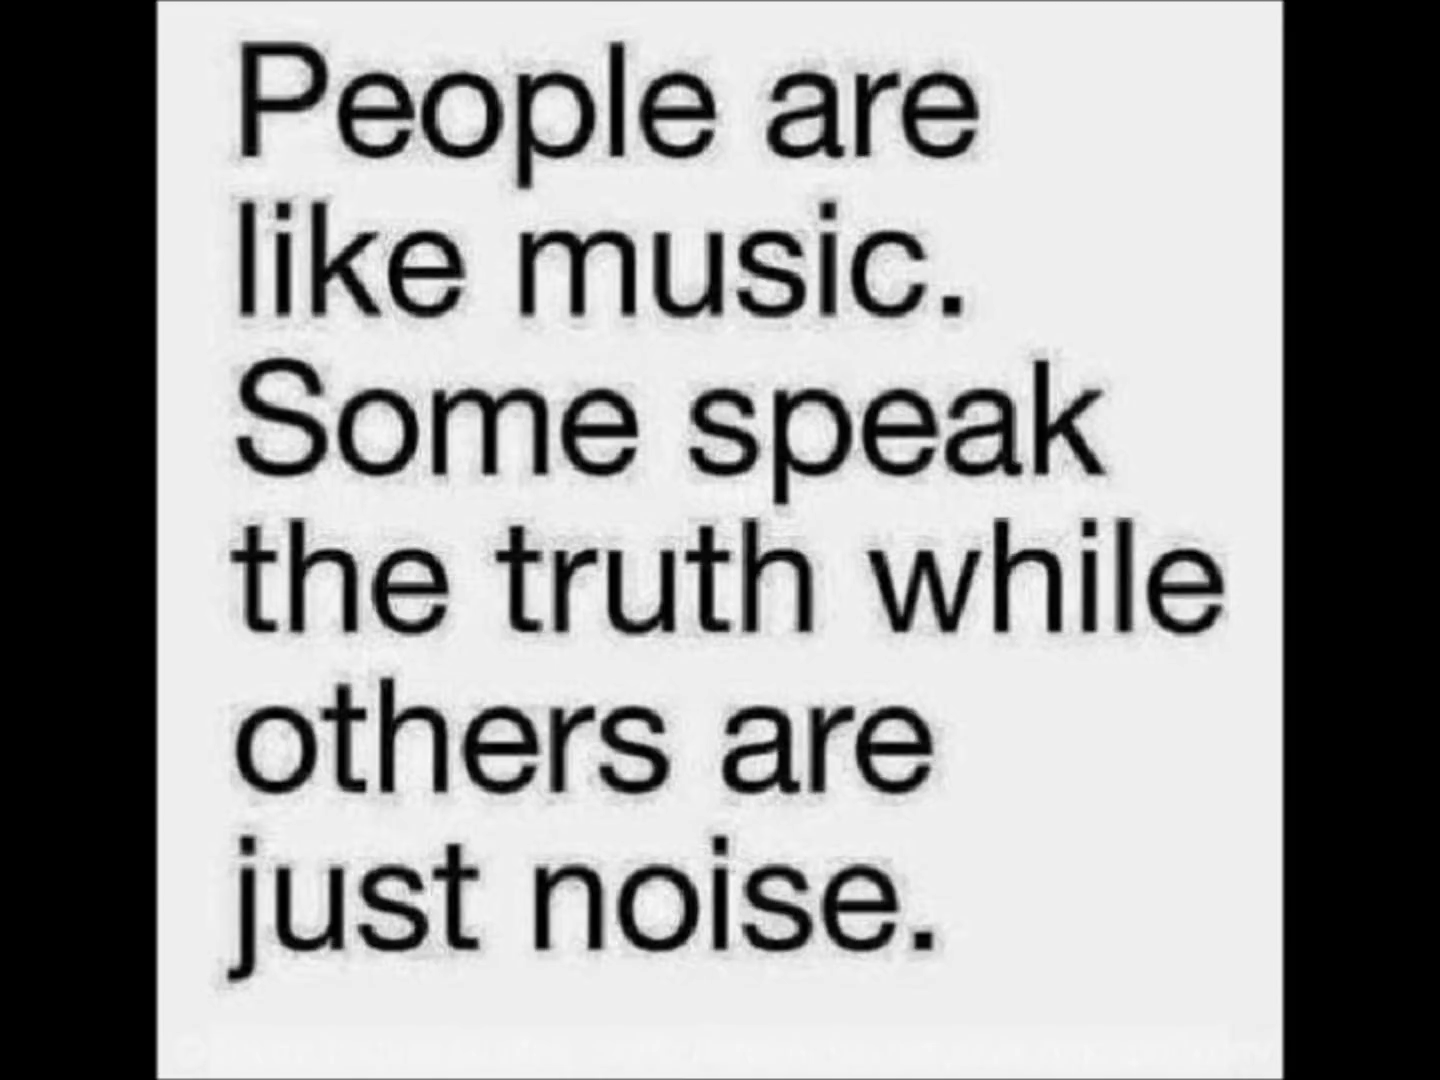 People are
like music.
Some speak
the truth while
others are
just noise.